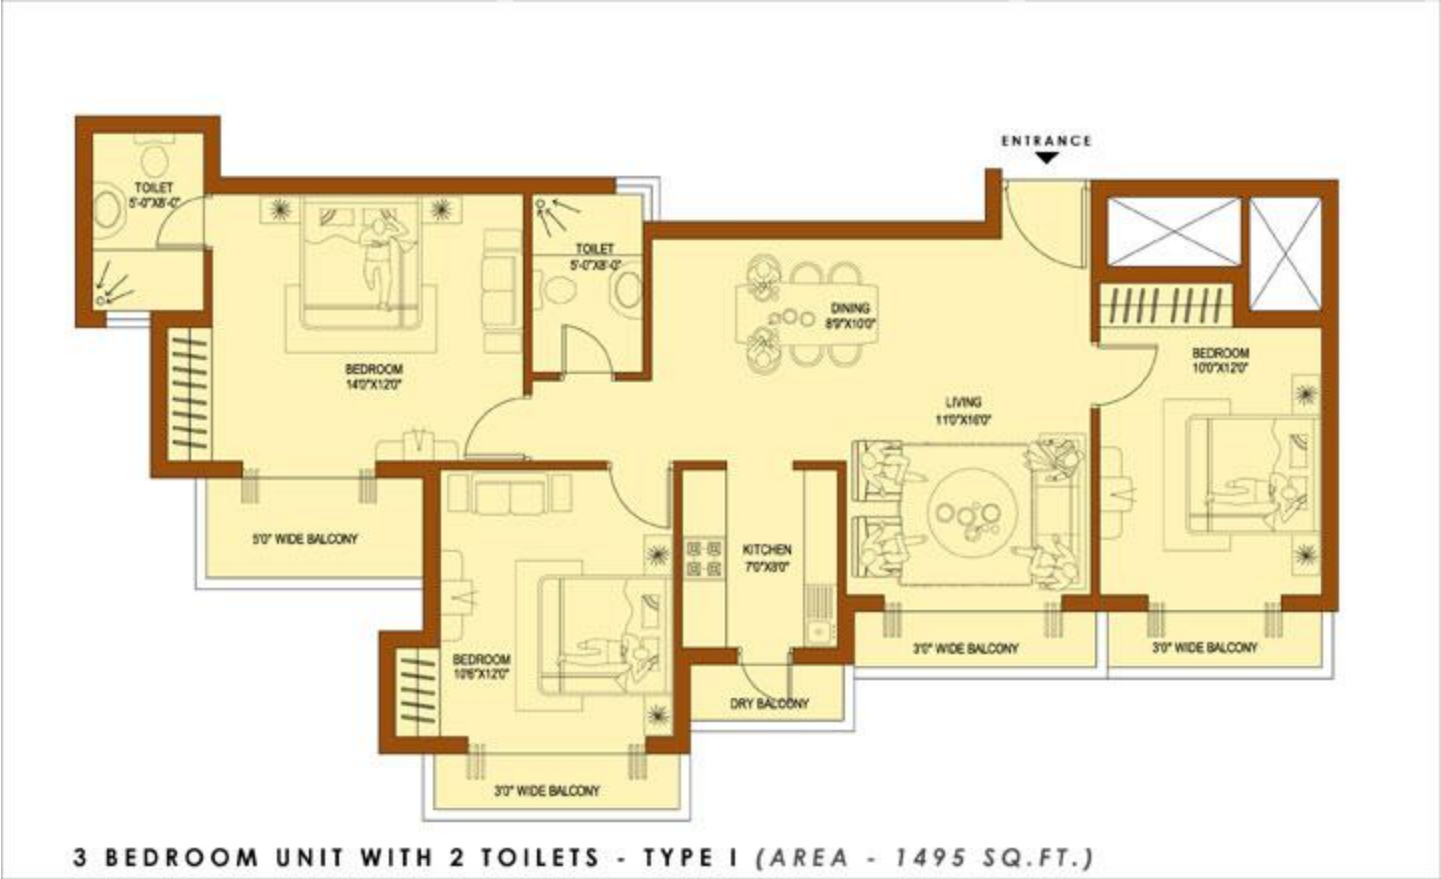 ENTRANCE
TOILET
5'-0"X8'-0"
TOILET
5'-0"X8'-0"
DINING
8'9"X10'0"
BEDROOM
14'0"X12'0"
BEDROOM
10'0"X12'0"
LIVING
11'0"X16'0"
5'0" WIDE BALCONY
KITCHEN
7'0"X8'0"
BEDROOM
10'6"X12'0"
3'0" WIDE BALCONY
3'0" WIDE BALCONY
DRY BALCONY
3'0" WIDE BALCONY
3 BEDROOM UNIT WITH 2 TOILETS - TYPE I (AREA - 1495 SQ.FT.)